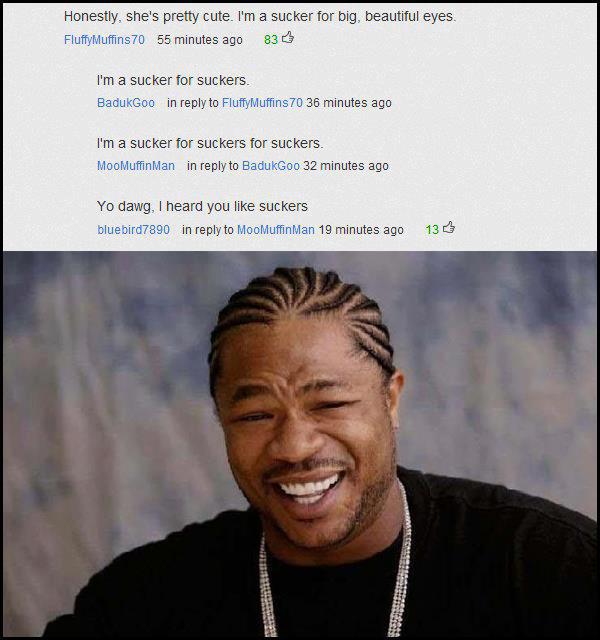 Honestly, she's pretty cute. I'm a sucker for big, beautiful eyes.
FluffyMuffins70 55 minutes ago 83
I'm a sucker for suckers.
BadukGoo in reply to FluffyMuffins70 36 minutes ago
I'm a sucker for suckers for suckers.
MooMuffinMan in reply to BadukGoo 32 minutes ago
Yo dawg, I heard you like suckers
bluebird7890 in reply to MooMuffinMan 19 minutes ago 13